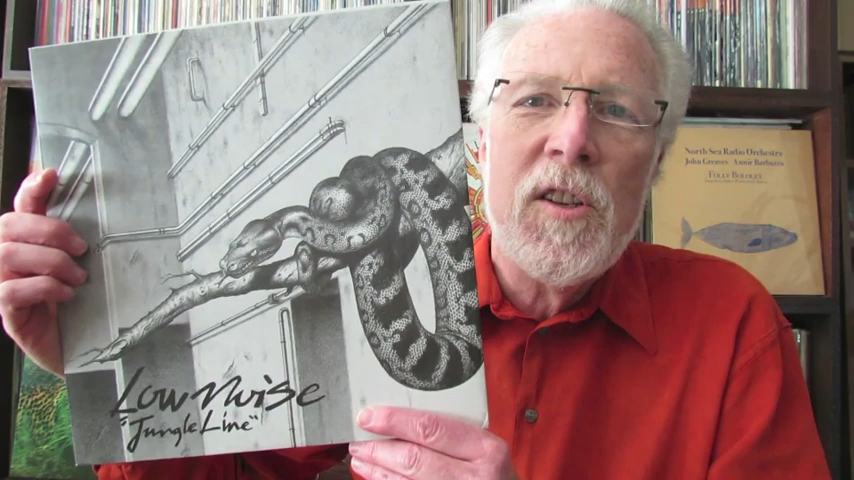 Low Noise
"Jungle Line"
North Sea Radio Orchestra
John Greaves Annie Barbazza
Folly Bololey